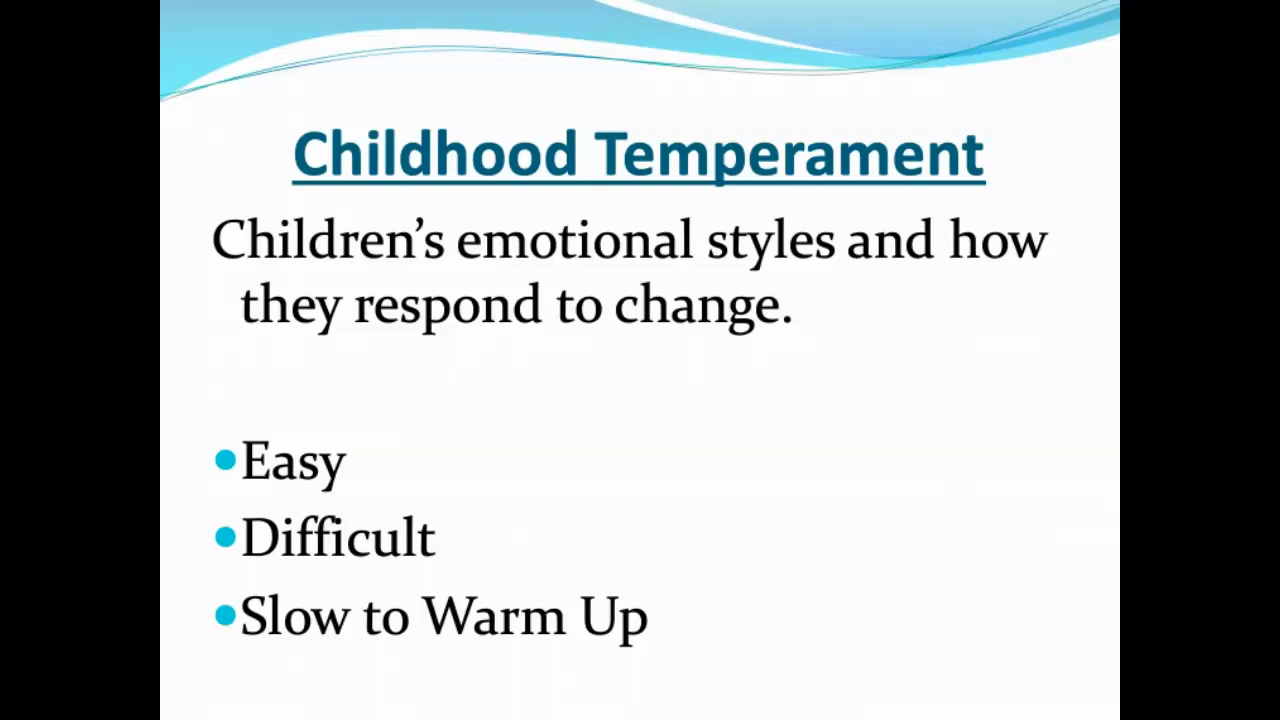 Childhood Temperament
Children’s emotional styles and how
they respond to change.
•Easy
•Difficult
•Slow to Warm Up